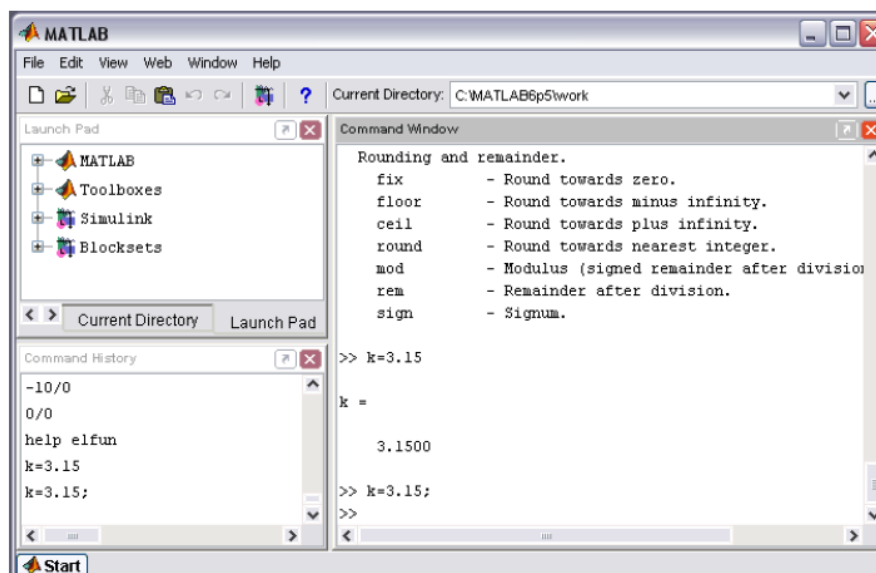 MATLAB
File Edit View Web Window Help
Current Directory: C:\MATLAB6p5\work
Launch Pad
MATLAB
Toolboxes
Simulink
Blocksets
Current Directory Launch Pad
Command History
-10/0
0/0
help elfun
k=3.15
k=3.15;
Command Window
Rounding and remainder.
fix - Round towards zero.
floor - Round towards minus infinity.
ceil - Round towards plus infinity.
round - Round towards nearest integer.
mod - Modulus (signed remainder after division
rem - Remainder after division.
sign - Signum.
>> k=3.15
k =
3.1500
>> k=3.15;
>>
Start